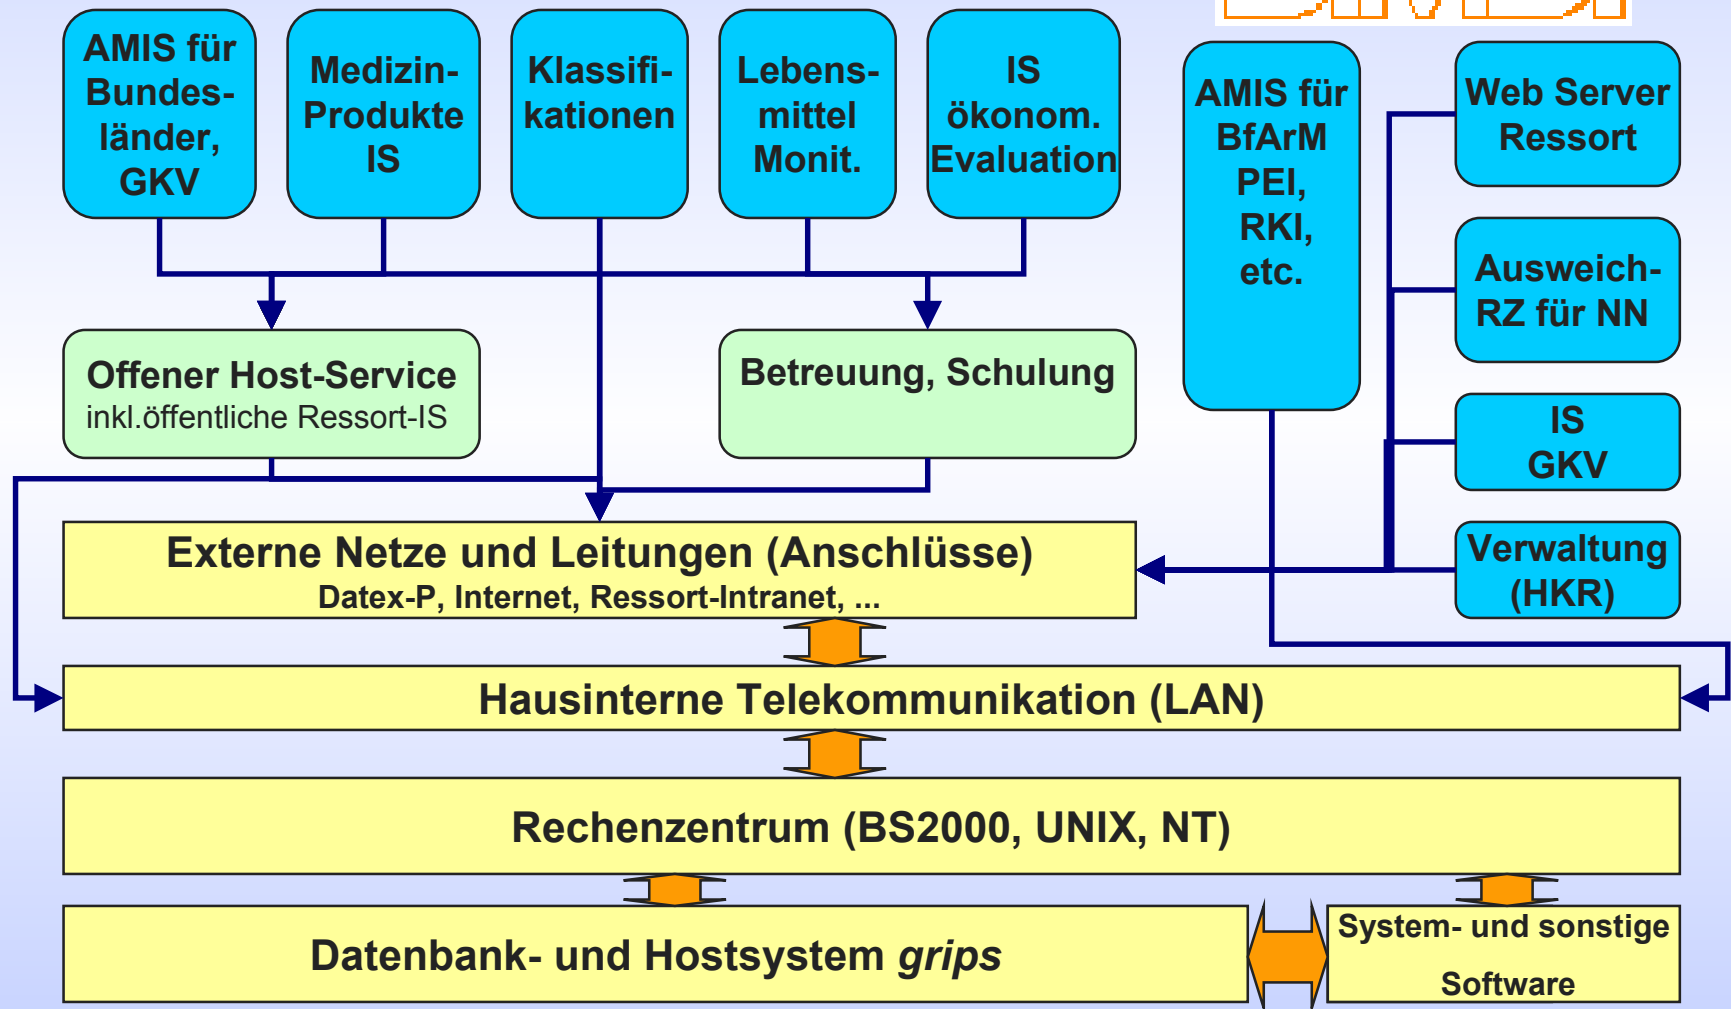 AMIS für
Bundes-
länder,
GKV
Medizin-
Produkte
IS
Klassifi-
kationen
Lebens-
mittel
Monit.
IS
ökonom.
Evaluation
AMIS für
BfArM
PEI,
RKI,
etc.
Web Server
Ressort
Ausweich-
RZ für NN
IS
GKV
Verwaltung
(HKR)
Offener Host-Service
inkl.öffentliche Ressort-IS
Betreuung, Schulung
Externe Netze und Leitungen (Anschlüsse)
Datex-P, Internet, Ressort-Intranet, ...
Hausinterne Telekommunikation (LAN)
Rechenzentrum (BS2000, UNIX, NT)
Datenbank- und Hostsystem grips
System- und sonstige
Software